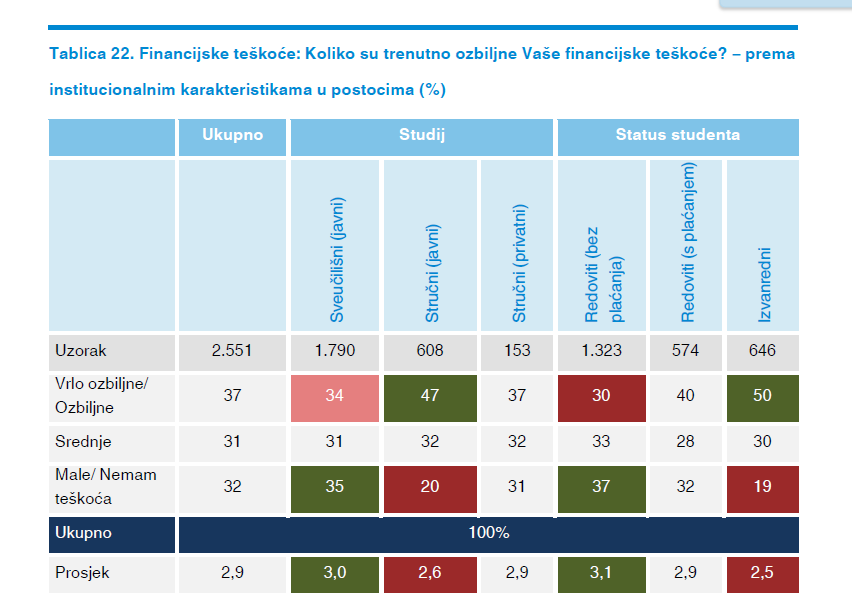 Tablica 22. Financijske teškoće: Koliko su trenutno ozbiljne Vaše financijske teškoće? – prema
institucionalnim karakteristikama u postocima (%)
Ukupno Studij Status studenta
Sveučilišni (javni) Stručni (javni) Stručni (privatni) Redoviti (bez plaćanja) Redoviti (s plaćanjem) Izvanredni
Uzorak 2.551 1.790 608 153 1.323 574 646
Vrlo ozbiljne/
Ozbiljne 37 34 47 37 30 40 50
Srednje 31 31 32 32 33 28 30
Male/ Nemam
teškoća 32 35 20 31 37 32 19
Ukupno 100%
Prosjek 2,9 3,0 2,6 2,9 3,1 2,9 2,5